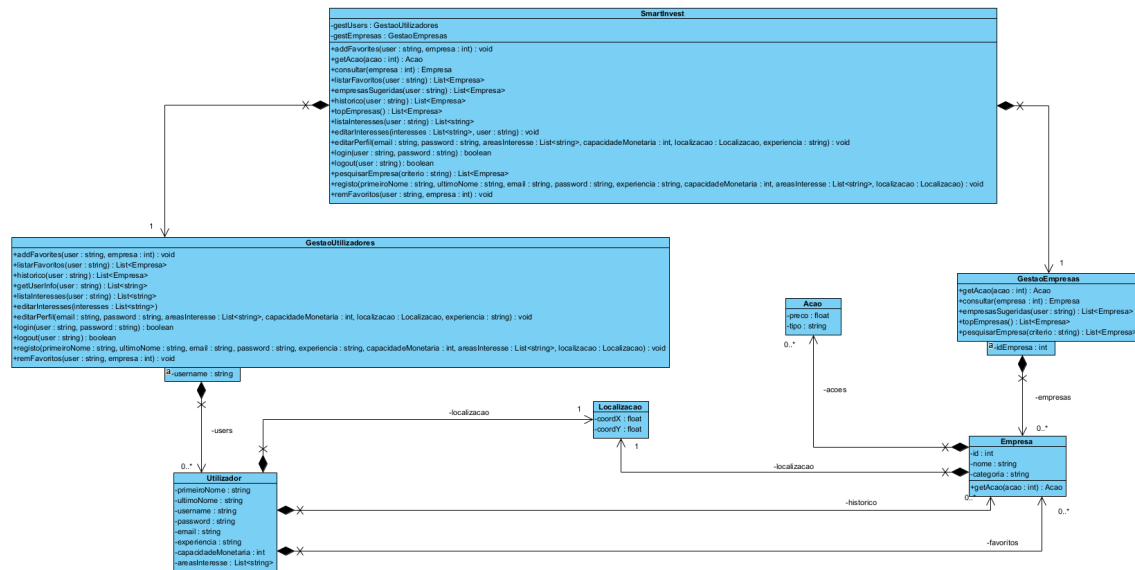 SmartInvest
-gestUsers : GestaoUtilizadores
-gestEmpresas : GestaoEmpresas
+addFavorites(user : string, empresa : int) : void
+getAcao(acao : int) : Acao
+consultar(empresa : int) : Empresa
+listarFavoritos(user : string) : List<Empresa>
+empresasSugeridas(user : string) : List<Empresa>
+historico(user : string) : List<Empresa>
+topEmpresas() : List<Empresa>
+listaInteresses(user : string) : List<string>
+editarInteresses(interesses : List<string>, user : string) : void
+editarPerfil(email : string, password : string, areasInteresse : List<string>, capacidadeMonetaria : int, localizacao : Localizacao, experiencia : string) : void
+login(user : string, password : string) : boolean
+logout(user : string) : boolean
+pesquisarEmpresa(criterio : string) : List<Empresa>
+registo(primeiroNome : string, ultimoNome : string, email : string, password : string, experiencia : string, capacidadeMonetaria : int, areasInteresse : List<string>, localizacao : Localizacao) : void
+remFavoritos(user : string, empresa : int) : void
1
1
GestaoUtilizadores
+addFavorites(user : string, empresa : int) : void
+listarFavoritos(user : string) : List<Empresa>
+historico(user : string) : List<Empresa>
+getUserInfo(user : string) : List<string>
+listaInteresses(user : string) : List<string>
+editarInteresses(interesses : List<string>)
+editarPerfil(email : string, password : string, areasInteresse : List<string>, capacidadeMonetaria : int, localizacao : Localizacao, experiencia : string) : void
+login(user : string, password : string) : boolean
+logout(user : string) : boolean
+registo(primeiroNome : string, ultimoNome : string, email : string, password : string, experiencia : string, capacidadeMonetaria : int, areasInteresse : List<string>, localizacao : Localizacao) : void
+remFavoritos(user : string, empresa : int) : void
a -username : string
GestaoEmpresas
+getAcao(acao : int) : Acao
+consultar(empresa : int) : Empresa
+empresasSugeridas(user : string) : List<Empresa>
+topEmpresas() : List<Empresa>
+pesquisarEmpresa(criterio : string) : List<Empresa>
a -idEmpresa : int
Acao
-preco : float
-tipo : string
0..*
-acoes
-empresas
0..*
-users
0..*
-localizacao
1
Localizacao
-coordX : float
-coordY : float
1
-localizacao
Empresa
-id : int
-nome : string
-categoria : string
+getAcao(acao : int) : Acao
0..*
0..*
Utilizador
-primeiroNome : string
-ultimoNome : string
-username : string
-password : string
-email : string
-experiencia : string
-capacidadeMonetaria : int
-areasInteresse : List<string>
-historico
-favoritos